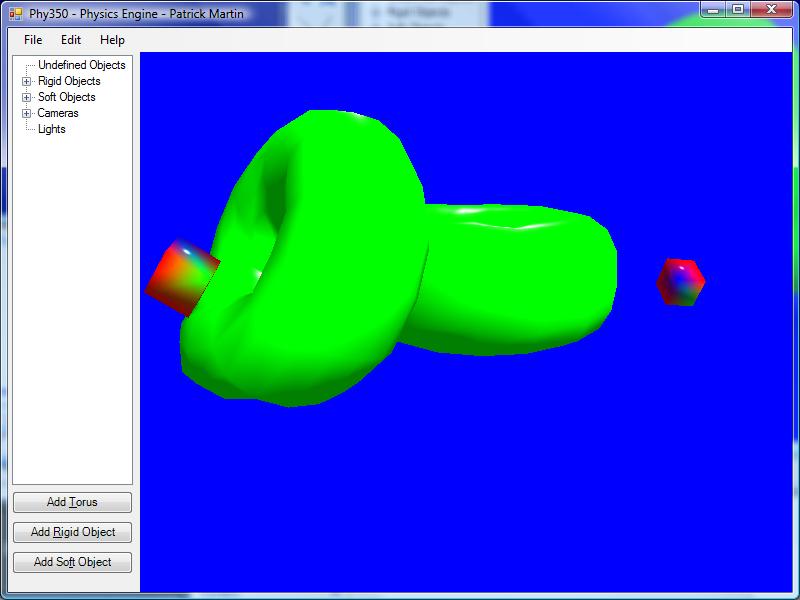 Phy350 - Physics Engine - Patrick Martin
File Edit Help
Undefined Objects
Rigid Objects
Soft Objects
Cameras
Lights
Add Torus
Add Rigid Object
Add Soft Object